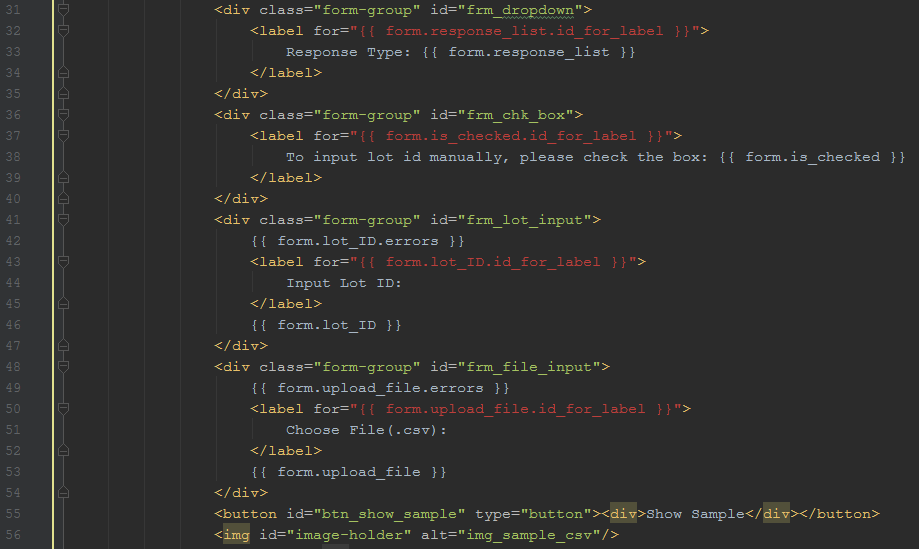 31 <div class="form-group" id="frm_dropdown">
32 <label for="{{ form.response_list.id_for_label }}">
33 Response Type: {{ form.response_list }}
34 </label>
35 </div>
36 <div class="form-group" id="frm_chk_box">
37 <label for="{{ form.is_checked.id_for_label }}">
38 To input lot id manually, please check the box: {{ form.is_checked }}
39 </label>
40 </div>
41 <div class="form-group" id="frm_lot_input">
42 {{ form.lot_ID.errors }}
43 <label for="{{ form.lot_ID.id_for_label }}">
44 Input Lot ID:
45 </label>
46 {{ form.lot_ID }}
47 </div>
48 <div class="form-group" id="frm_file_input">
49 {{ form.upload_file.errors }}
50 <label for="{{ form.upload_file.id_for_label }}">
51 Choose File(.csv):
52 </label>
53 {{ form.upload_file }}
54 </div>
55 <button id="btn_show_sample" type="button"><div>Show Sample</div></button>
56 <img id="image-holder" alt="img_sample_csv"/>